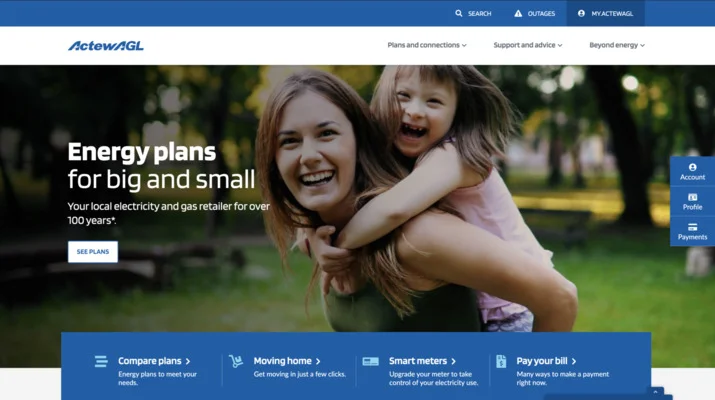 SEARCH OUTAGES MY.ACTEWAGL
ActewAGL Plans and connections Support and advice Beyond energy
Energy plans
for big and small
Your local electricity and gas retailer for over
100 years*.
SEE PLANS
Account
Profile
Payments
Compare plans
Energy plans to meet your
needs.
Moving home
Get moving in just a few clicks.
Smart meters
Upgrade your meter to take
control of your electricity use.
Pay your bill
Many ways to make a payment
right now.